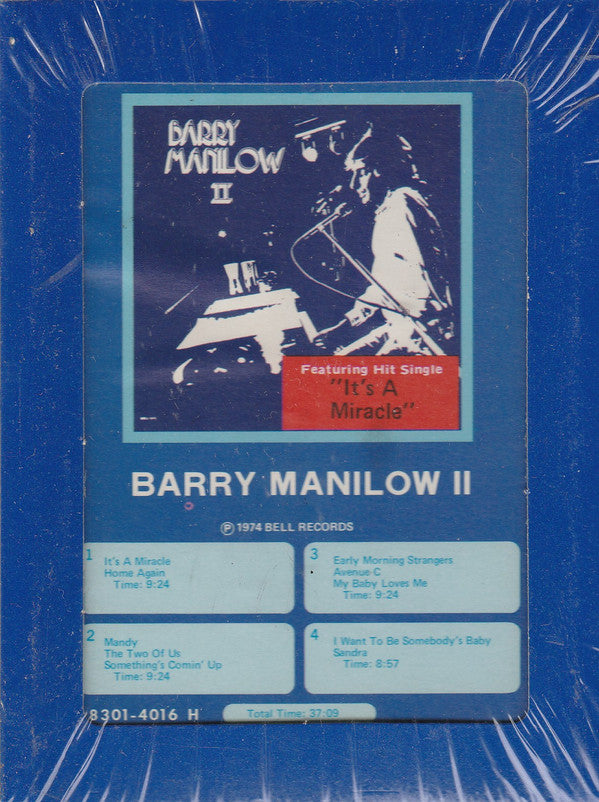 BARRY
MANILOW
II
Featuring Hit Single
"It's A
Miracle"
BARRY MANILOW II
Ⓟ 1974 BELL RECORDS
1
It's A Miracle
Home Again
Time: 9:24
2
Mandy
The Two Of Us
Something's Comin' Up
Time: 9:24
3
Early Morning Strangers
Avenue-C
My Baby Loves Me
Time: 9:24
4
I Want To Be Somebody's Baby
Sandra
Time: 8:57
8301-4016 H
Total Time: 37:09